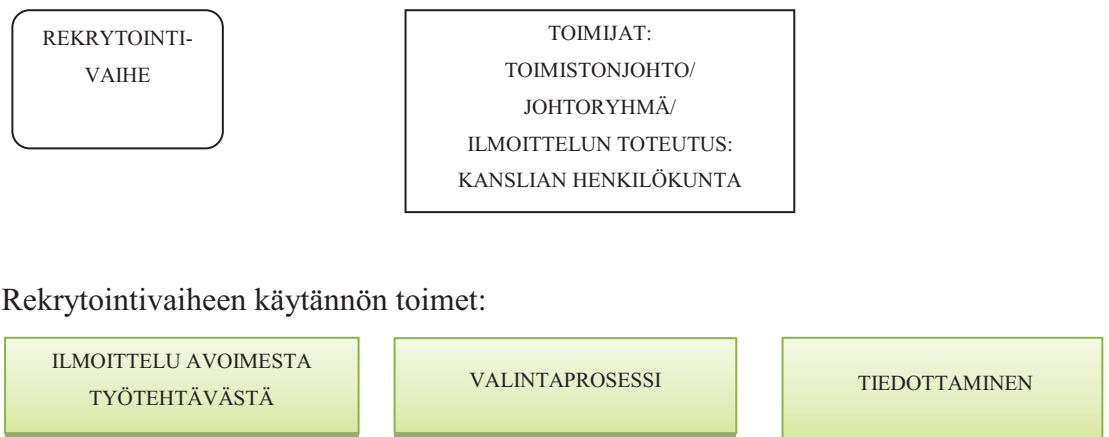 REKRYTOINTI-
VAIHE
TOIMIJAT:
TOIMISTONJOHTO/
JOHTORYHMÄ/
ILMOITTELUN TOTEUTUS:
KANSLIAN HENKILÖKUNTA
Rekrytointivaiheen käytännön toimet:
ILMOITTELU AVOIMESTA
TYÖTEHTÄVÄSTÄ
VALINTAPROSESSI
TIEDOTTAMINEN